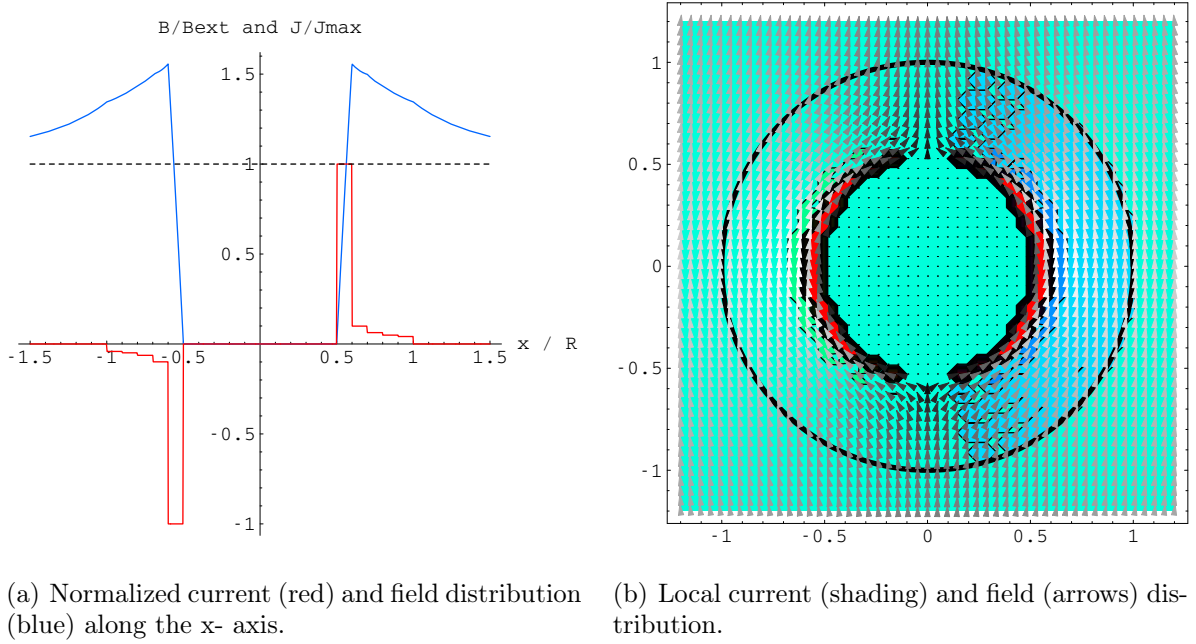 B/Bext and J/Jmax
1.5
1
0.5
-0.5
-1
-1.5 -1 -0.5 0.5 1 1.5
x / R
1
0.5
0
-0.5
-1
-1 -0.5 0 0.5 1
(a) Normalized current (red) and field distribution
(blue) along the x- axis.
(b) Local current (shading) and field (arrows) dis-
tribution.